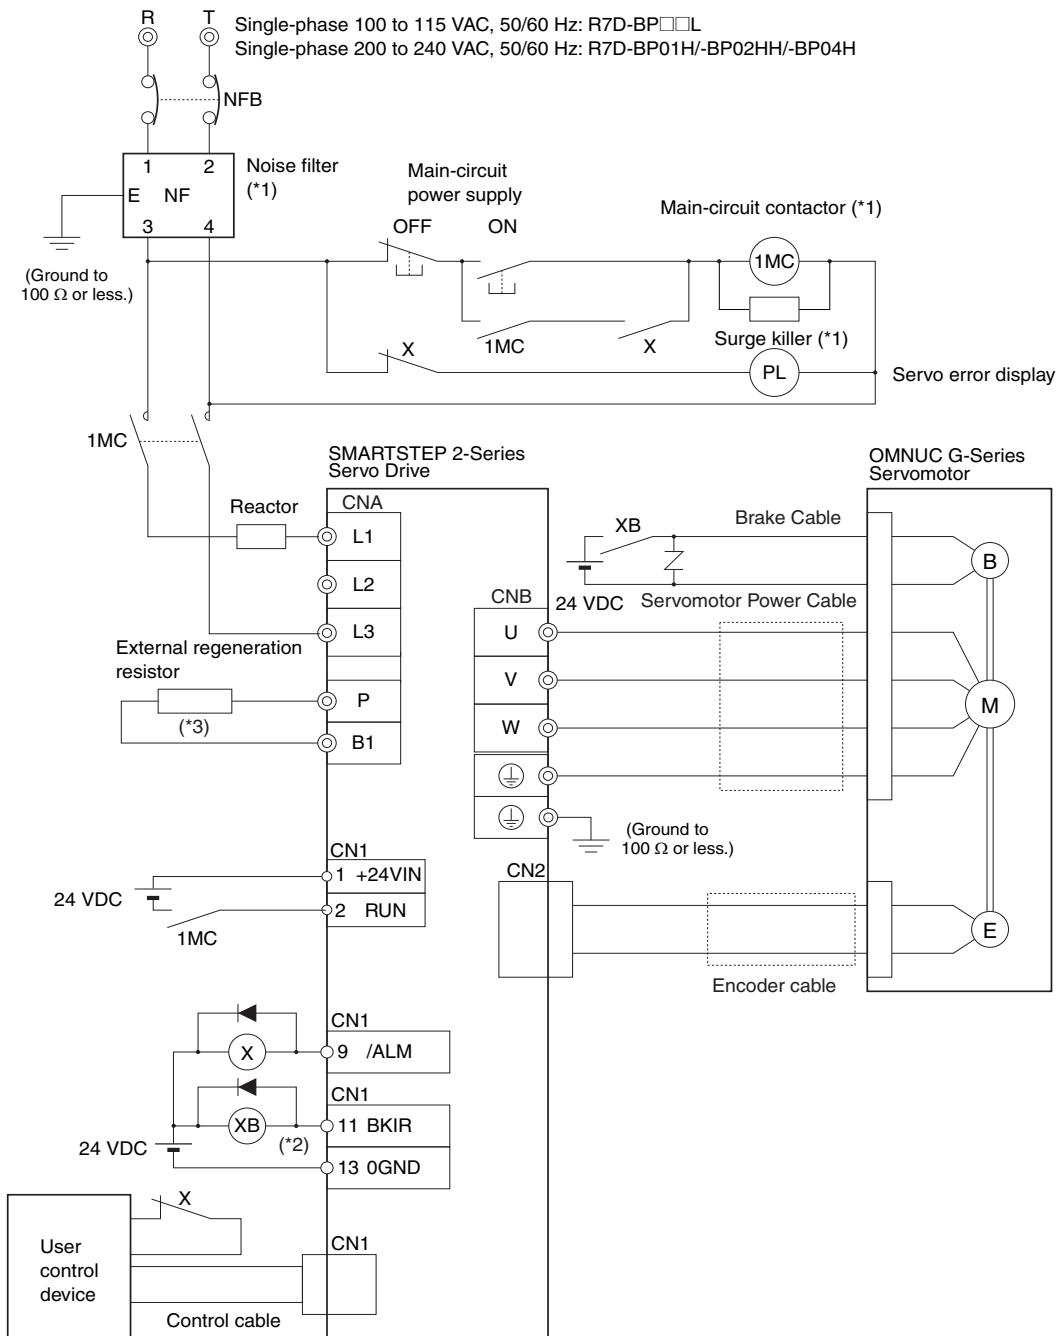 R T Single-phase 100 to 115 VAC, 50/60 Hz: R7D-BP□□L
Single-phase 200 to 240 VAC, 50/60 Hz: R7D-BP01H/-BP02HH/-BP04H
NFB
1 2
E NF
3 4
Noise filter
(*1)
(Ground to
100 Ω or less.)
Main-circuit
power supply
OFF ON
Main-circuit contactor (*1)
1MC
1MC X
Surge killer (*1)
X
PL
Servo error display
1MC
SMARTSTEP 2-Series
Servo Drive
OMNUC G-Series
Servomotor
Reactor
CNA
L1
L2
L3
External regeneration
resistor
(*3)
P
B1
XB
Brake Cable
B
24 VDC
Servomotor Power Cable
CNB
U
V
W
M
(Ground to
100 Ω or less.)
CN1
24 VDC
1 +24VIN
2 RUN
1MC
CN2
E
Encoder cable
CN1
X
9 /ALM
CN1
XB
(*2)
11 BKIR
24 VDC
13 0GND
X
User
control
device
CN1
Control cable